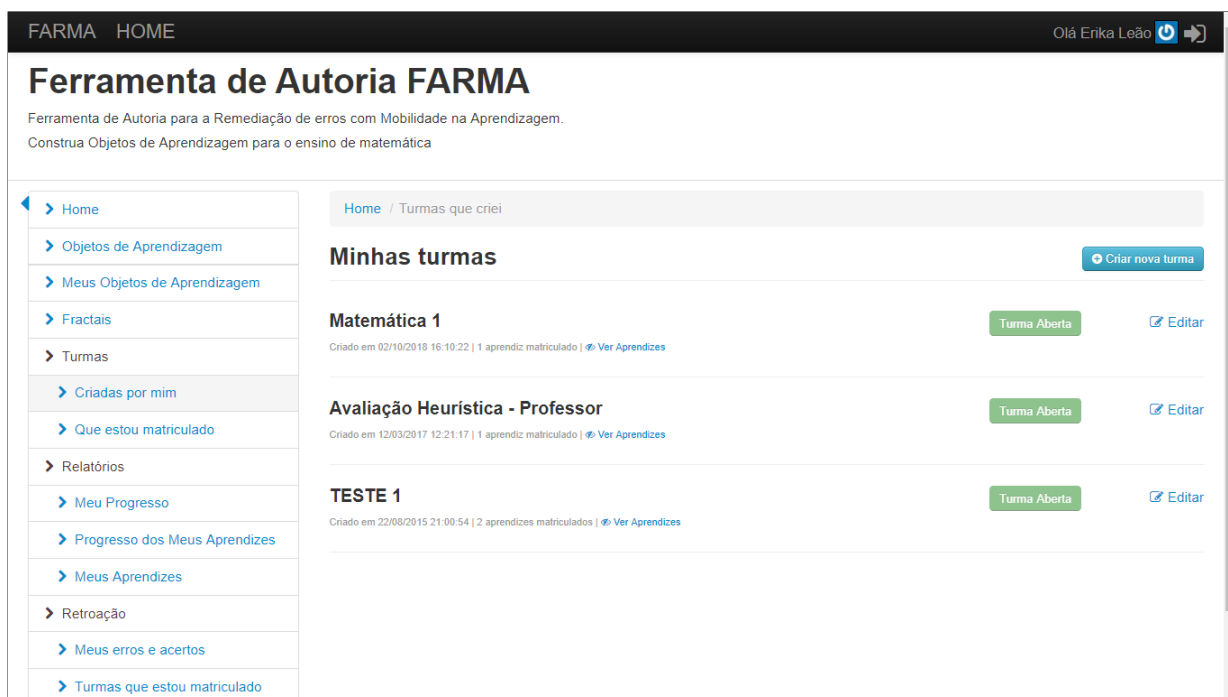 FARMA HOME
Olá Erika Leão
Ferramenta de Autoria FARMA
Ferramenta de Autoria para a Remediação de erros com Mobilidade na Aprendizagem.
Construa Objetos de Aprendizagem para o ensino de matemática
Home
Objetos de Aprendizagem
Meus Objetos de Aprendizagem
Fractais
Turmas
Criadas por mim
Que estou matriculado
Relatórios
Meu Progresso
Progresso dos Meus Aprendizes
Meus Aprendizes
Retroação
Meus erros e acertos
Turmas que estou matriculado
Home / Turmas que criei
Minhas turmas
Criar nova turma
Matemática 1
Turma Aberta
Editar
Criado em 02/10/2018 16:10:22 | 1 aprendiz matriculado | Ver Aprendizes
Avaliação Heurística - Professor
Turma Aberta
Editar
Criado em 12/03/2017 12:21:17 | 1 aprendiz matriculado | Ver Aprendizes
TESTE 1
Turma Aberta
Editar
Criado em 22/08/2015 21:00:54 | 2 aprendizes matriculados | Ver Aprendizes